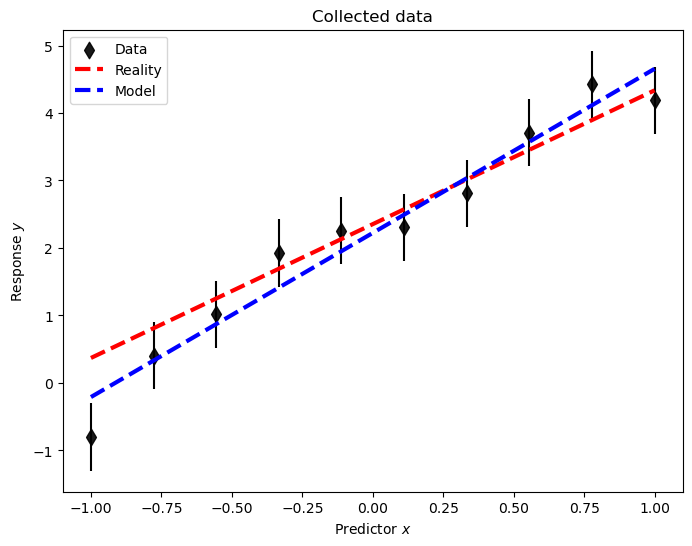 Collected data
Data
Reality
Model
5
4
3
2
1
0
−1
Response y
−1.00 −0.75 −0.50 −0.25 0.00 0.25 0.50 0.75 1.00
Predictor x